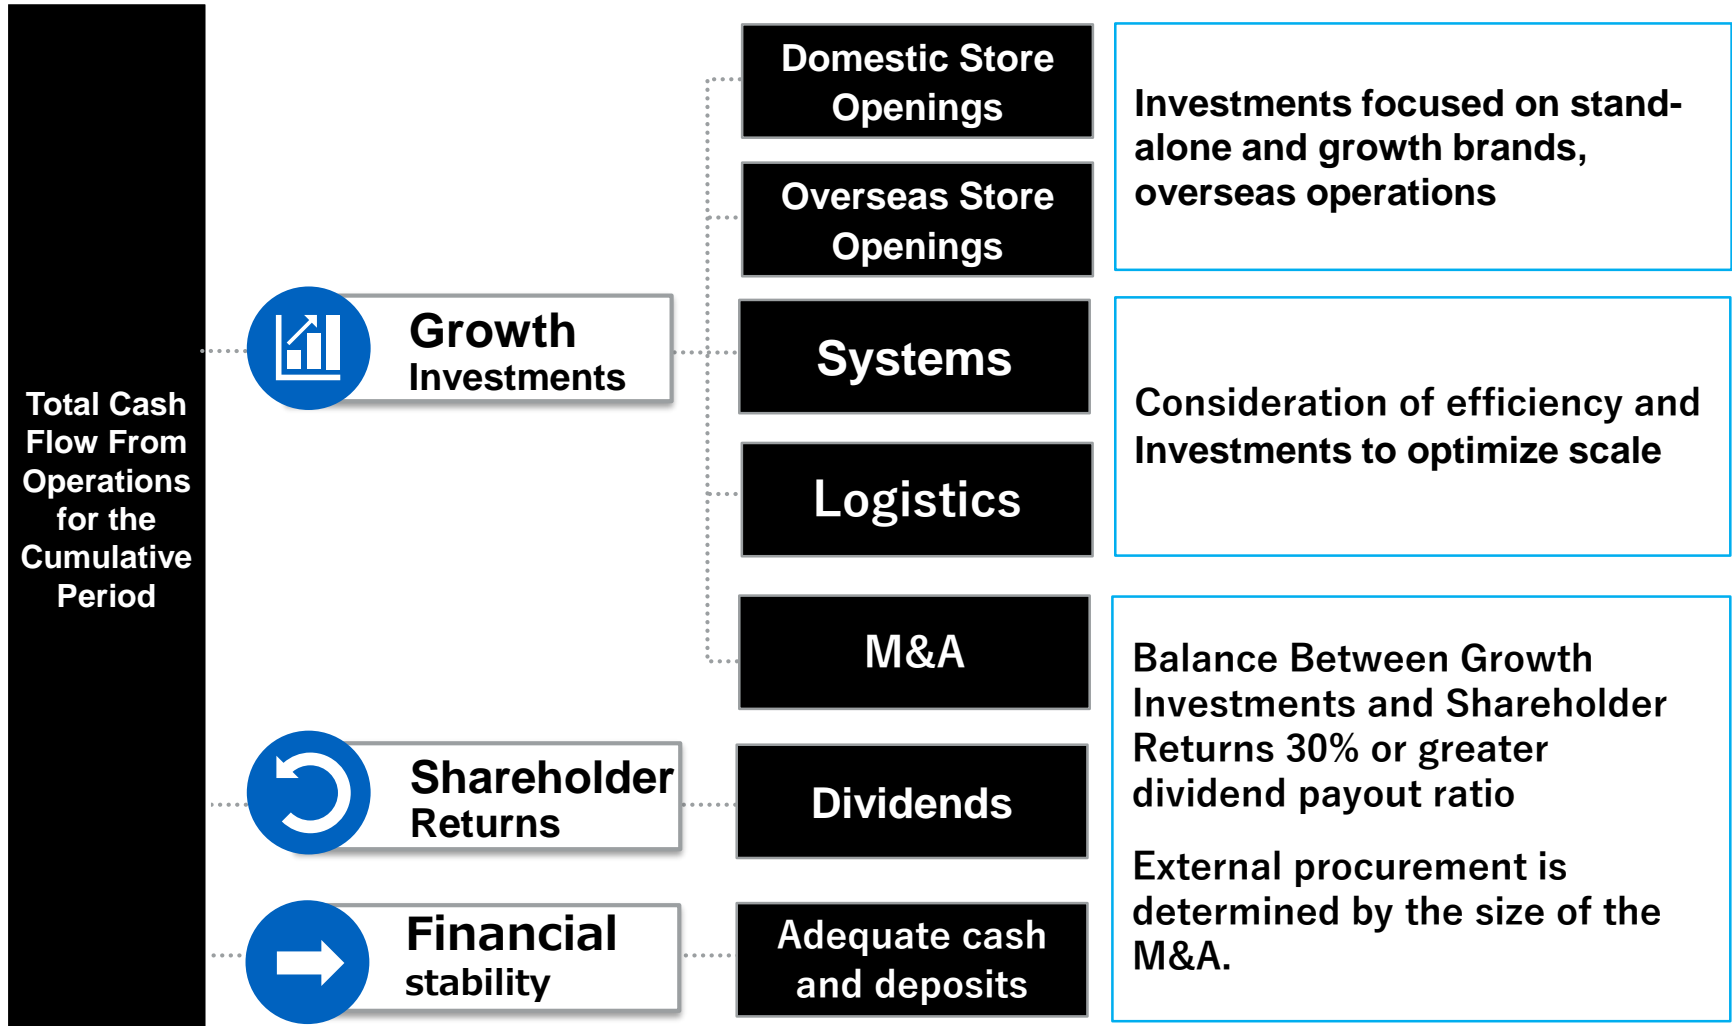 Total Cash
Flow From
Operations
for the
Cumulative
Period
Growth
Investments
Domestic Store
Openings
Overseas Store
Openings
Systems
Logistics
M&A
Investments focused on stand-
alone and growth brands,
overseas operations
Consideration of efficiency and
Investments to optimize scale
Shareholder
Returns
Dividends
Financial
stability
Adequate cash
and deposits
Balance Between Growth
Investments and Shareholder
Returns 30% or greater
dividend payout ratio
External procurement is
determined by the size of the
M&A.